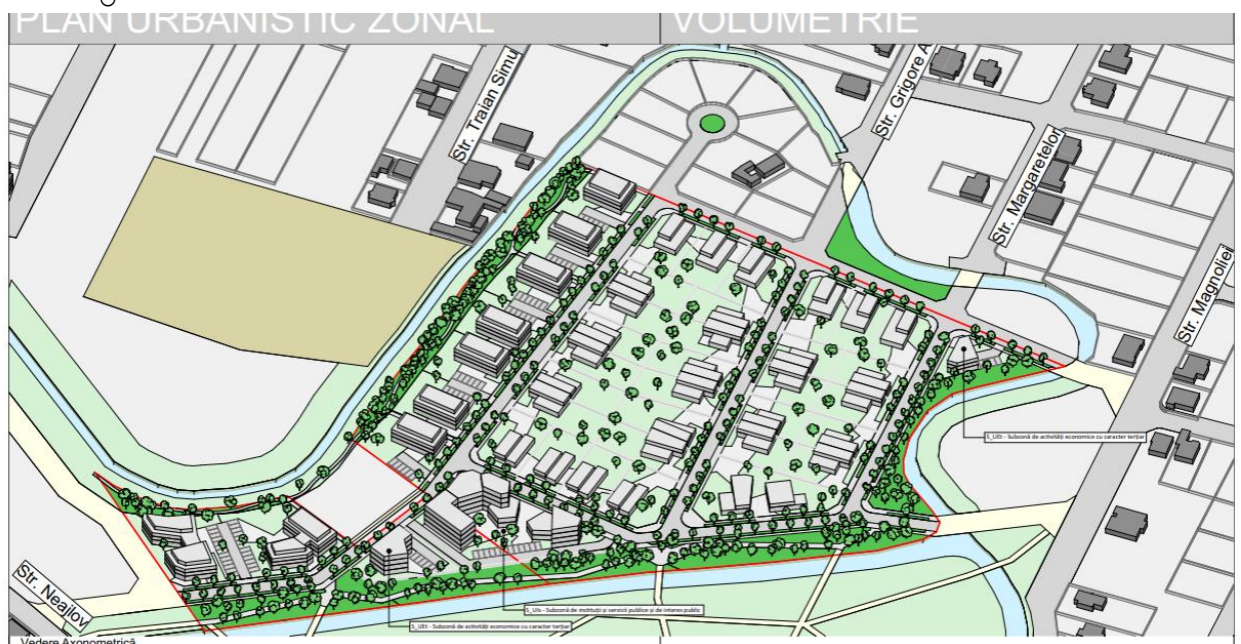 PLAN URBANISTIC ZONAL
VOLUMETRIE
Str. Traian Simu
Str. Grigore A
Str. Margaretelor
Str. Magnoliei
S_UEt - Subzonă de activități economice cu caracter terțiar
Str. Neajlov
S_UIs - Subzonă de instituții și servicii publice și de interes public
S_UEt - Subzonă de activități economice cu caracter terțiar
Vedere Axonometrică